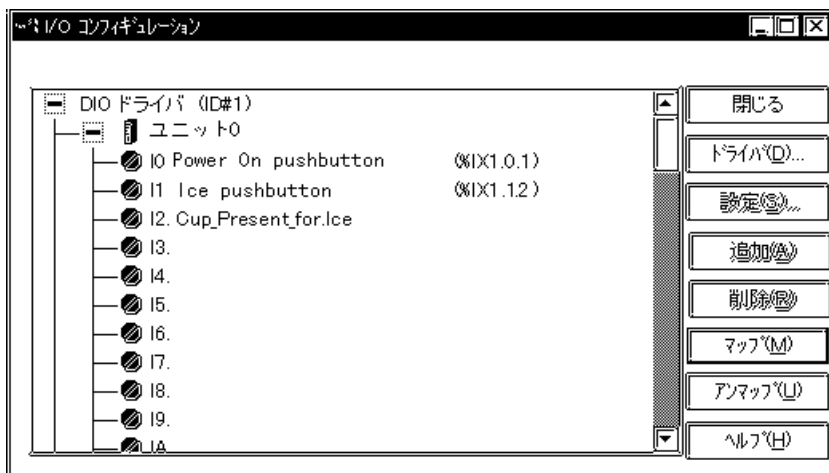 I/O コンフィギュレーション
DIO ドライバ (ID#1)
ユニット0
I0 Power On pushbutton (%IX1.0.1)
I1 Ice pushbutton (%IX1.1.2)
I2. Cup_Present_for.Ice
I3.
I4.
I5.
I6.
I7.
I8.
I9.
IA
閉じる
ドライバ(D)...
設定(S)...
追加(A)
削除(R)
マップ(M)
アンマップ(U)
ヘルプ(H)